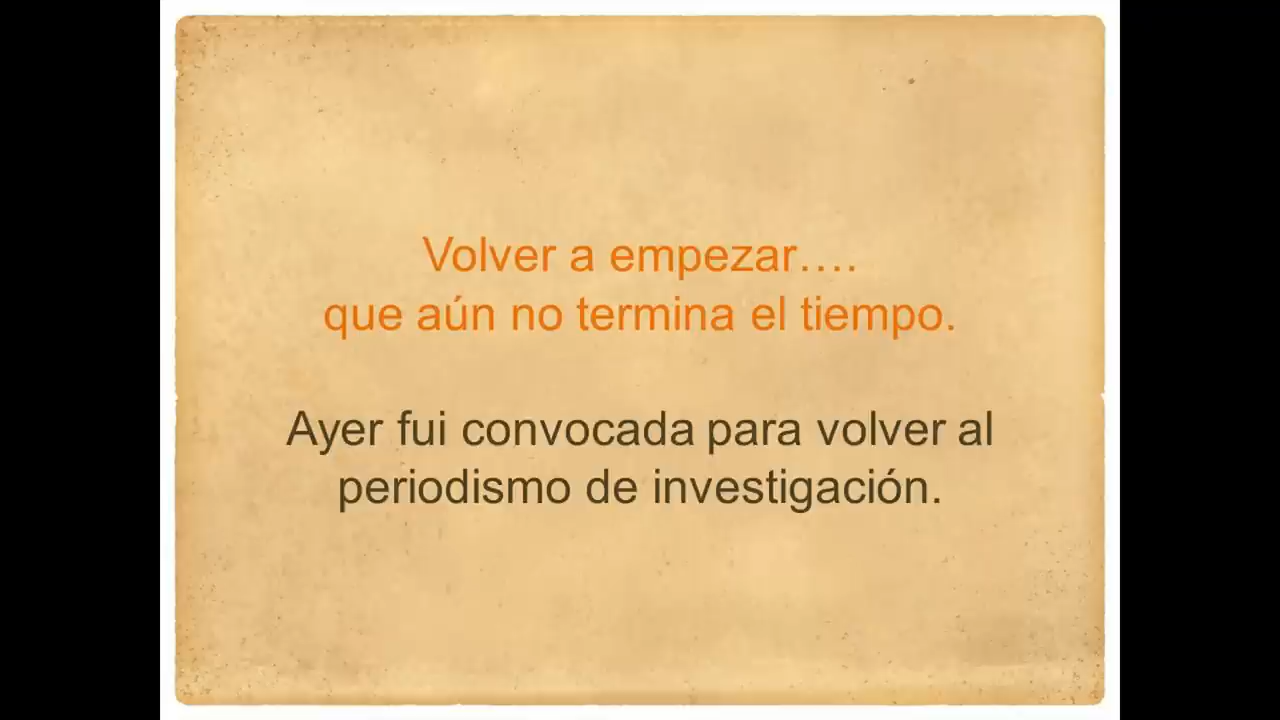 Volver a empezar….
que aún no termina el tiempo.
Ayer fui convocada para volver al
periodismo de investigación.